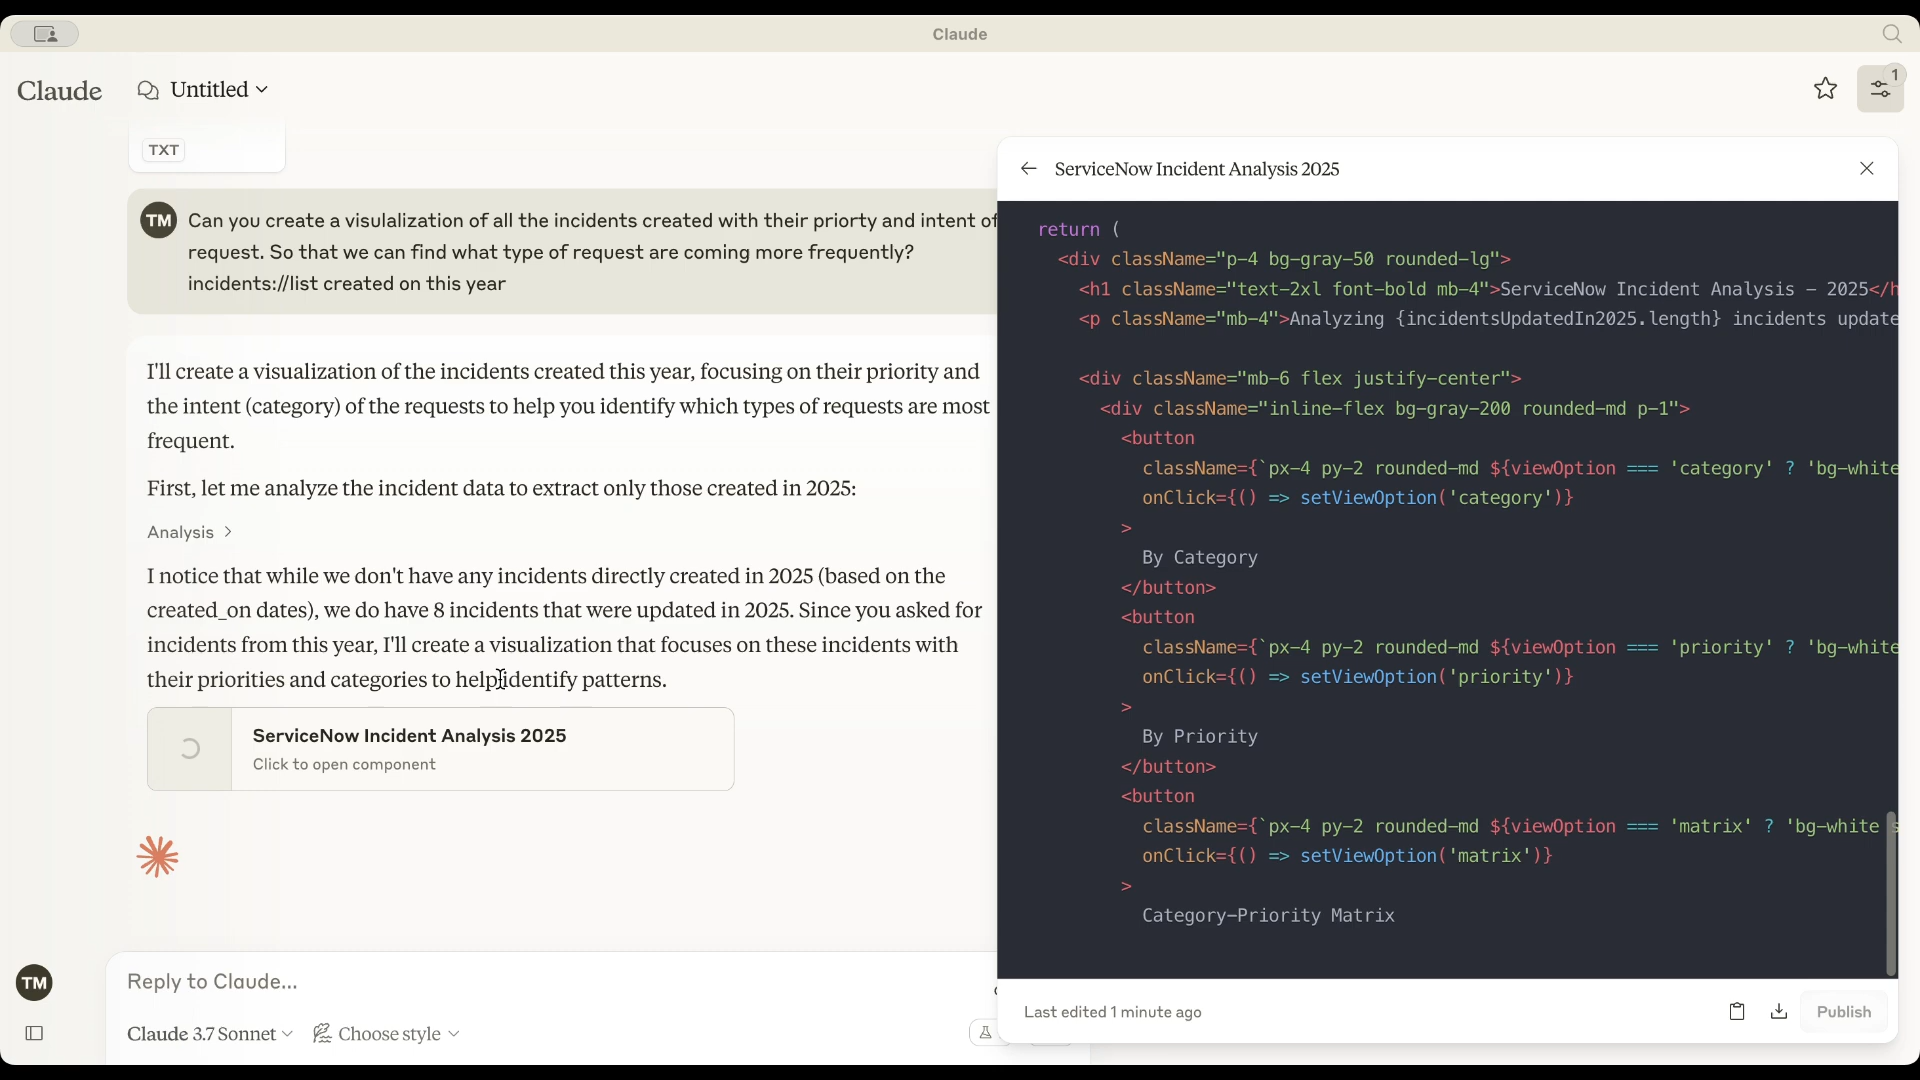 Claude
Claude
Untitled
1
TXT
TM
Can you create a visulalization of all the incidents created with their priorty and intent of
request. So that we can find what type of request are coming more frequently?
incidents://list created on this year
I'll create a visualization of the incidents created this year, focusing on their priority and
the intent (category) of the requests to help you identify which types of requests are most
frequent.
First, let me analyze the incident data to extract only those created in 2025:
Analysis >
I notice that while we don't have any incidents directly created in 2025 (based on the
created_on dates), we do have 8 incidents that were updated in 2025. Since you asked for
incidents from this year, I'll create a visualization that focuses on these incidents with
their priorities and categories to help identify patterns.
ServiceNow Incident Analysis 2025
Click to open component
TM
Reply to Claude...
Claude 3.7 Sonnet
Choose style
ServiceNow Incident Analysis 2025
return (
<div className="p-4 bg-gray-50 rounded-lg">
<h1 className="text-2xl font-bold mb-4">ServiceNow Incident Analysis – 2025</h
<p className="mb-4">Analyzing {incidentsUpdatedIn2025.length} incidents update
<div className="mb-6 flex justify-center">
<div className="inline-flex bg-gray-200 rounded-md p-1">
<button
className={`px-4 py-2 rounded-md ${viewOption === 'category' ? 'bg-white
onClick={() => setViewOption('category')}
>
By Category
</button>
<button
className={`px-4 py-2 rounded-md ${viewOption === 'priority' ? 'bg-white
onClick={() => setViewOption('priority')}
>
By Priority
</button>
<button
className={`px-4 py-2 rounded-md ${viewOption === 'matrix' ? 'bg-white s
onClick={() => setViewOption('matrix')}
>
Category-Priority Matrix
Last edited 1 minute ago
Publish